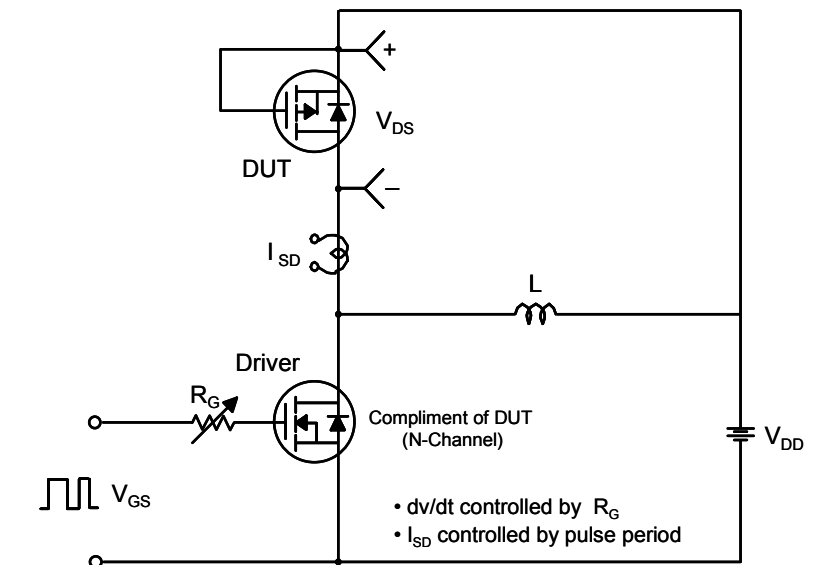 +
V_DS
DUT
–
I_SD
L
Driver
R_G
Compliment of DUT
(N-Channel)
V_DD
V_GS
• dv/dt controlled by R_G
• I_SD controlled by pulse period